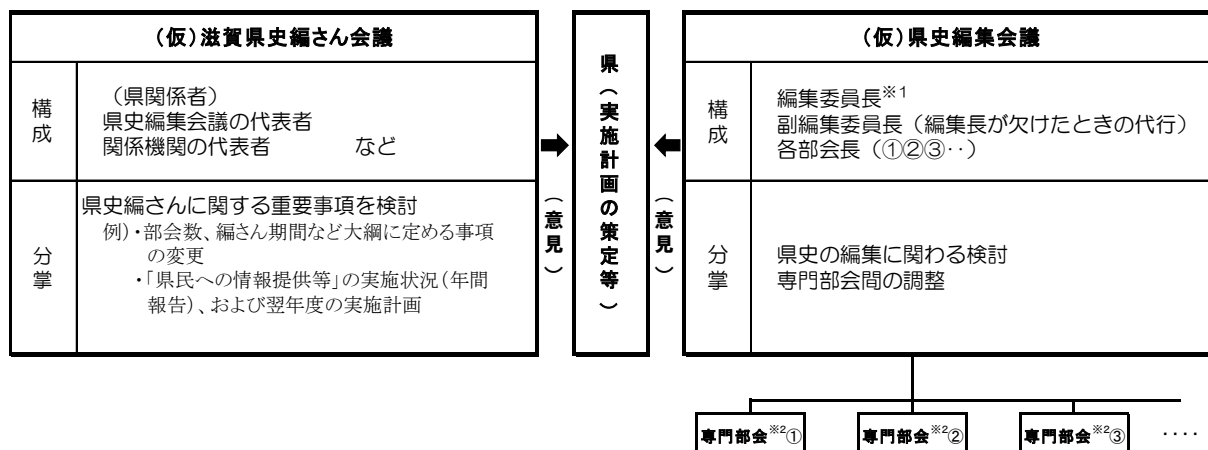 (仮)滋賀県史編さん会議
構成
(県関係者)
県史編集会議の代表者
関係機関の代表者　　など
分掌
県史編さんに関する重要事項を検討
例)・部会数、編さん期間など大綱に定める事項
の変更
・「県民への情報提供等」の実施状況(年間
報告)、および翌年度の実施計画
(意見)
県(実施計画の策定等)
(意見)
(仮)県史編集会議
構成
編集委員長※1
副編集委員長(編集長が欠けたときの代行)
各部会長(①②③‥)
分掌
県史の編集に関わる検討
専門部会間の調整
専門部会※2①
専門部会※2②
専門部会※2③
‥‥